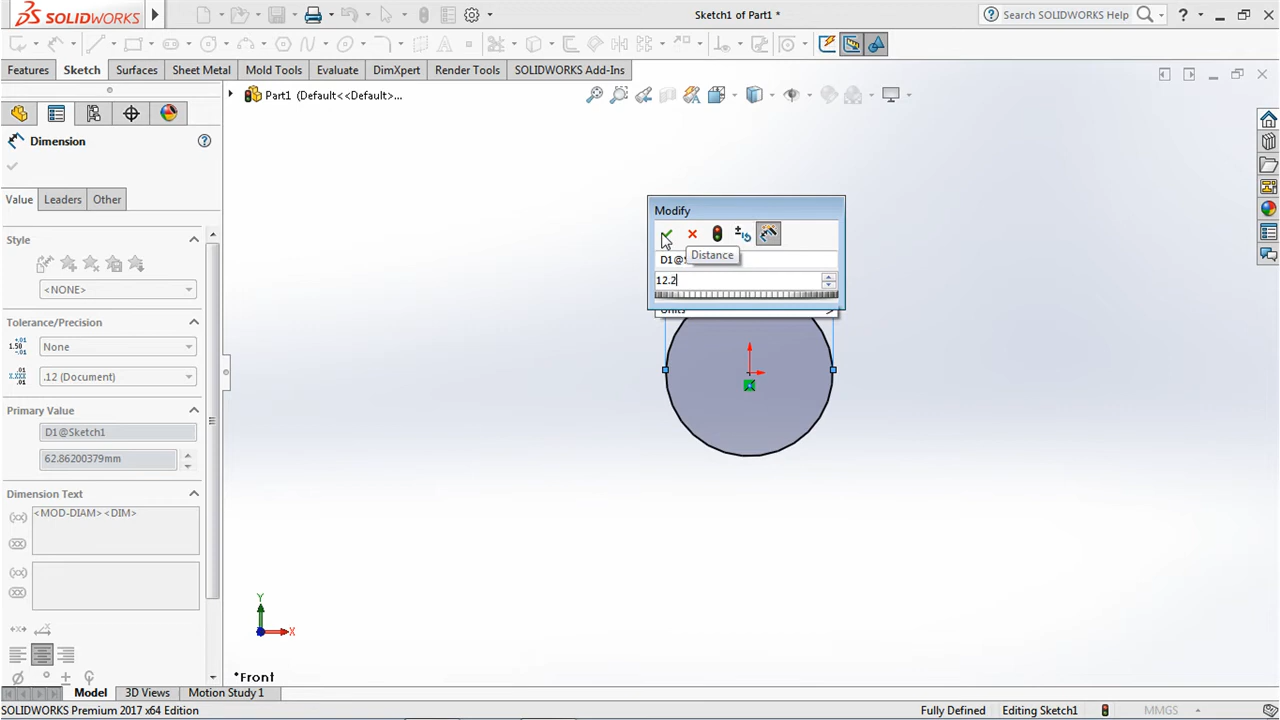 SOLIDWORKS
Sketch1 of Part1 *
Search SOLIDWORKS Help
?
Features Sketch Surfaces Sheet Metal Mold Tools Evaluate DimXpert Render Tools SOLIDWORKS Add-Ins
Part1 (Default<<Default>...
Dimension
Value Leaders Other
Style
<NONE>
Tolerance/Precision
None
.12 (Document)
Primary Value
D1@Sketch1
62.86200379mm
Dimension Text
<MOD-DIAM><DIM>
Modify
Distance
12.2
Y
X
*Front
Model 3D Views Motion Study 1
SOLIDWORKS Premium 2017 x64 Edition
Fully Defined Editing Sketch1 MMGS